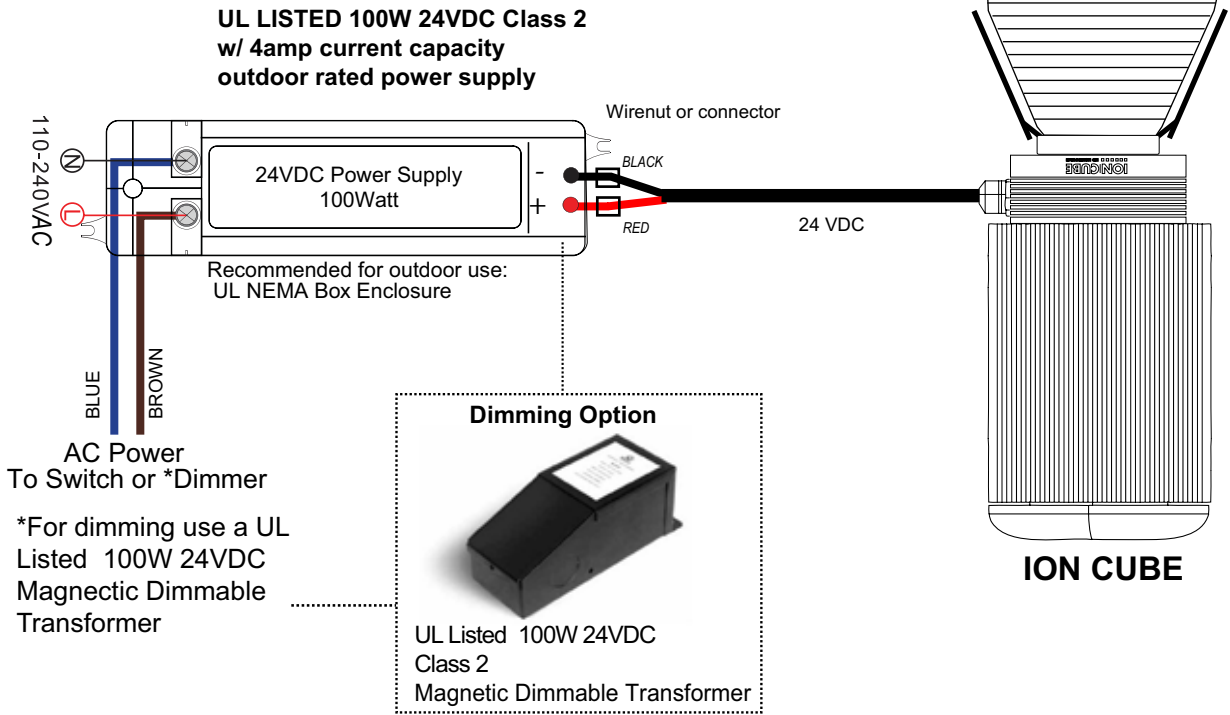 UL LISTED 100W 24VDC Class 2
w/ 4amp current capacity
outdoor rated power supply
Wirenut or connector
110-240VAC
N
L
24VDC Power Supply
100Watt
-
+
BLACK
RED
24 VDC
IONCUBE
Recommended for outdoor use:
UL NEMA Box Enclosure
BLUE
BROWN
AC Power
To Switch or *Dimmer
*For dimming use a UL
Listed 100W 24VDC
Magnectic Dimmable
Transformer
Dimming Option
UL Listed 100W 24VDC
Class 2
Magnetic Dimmable Transformer
ION CUBE